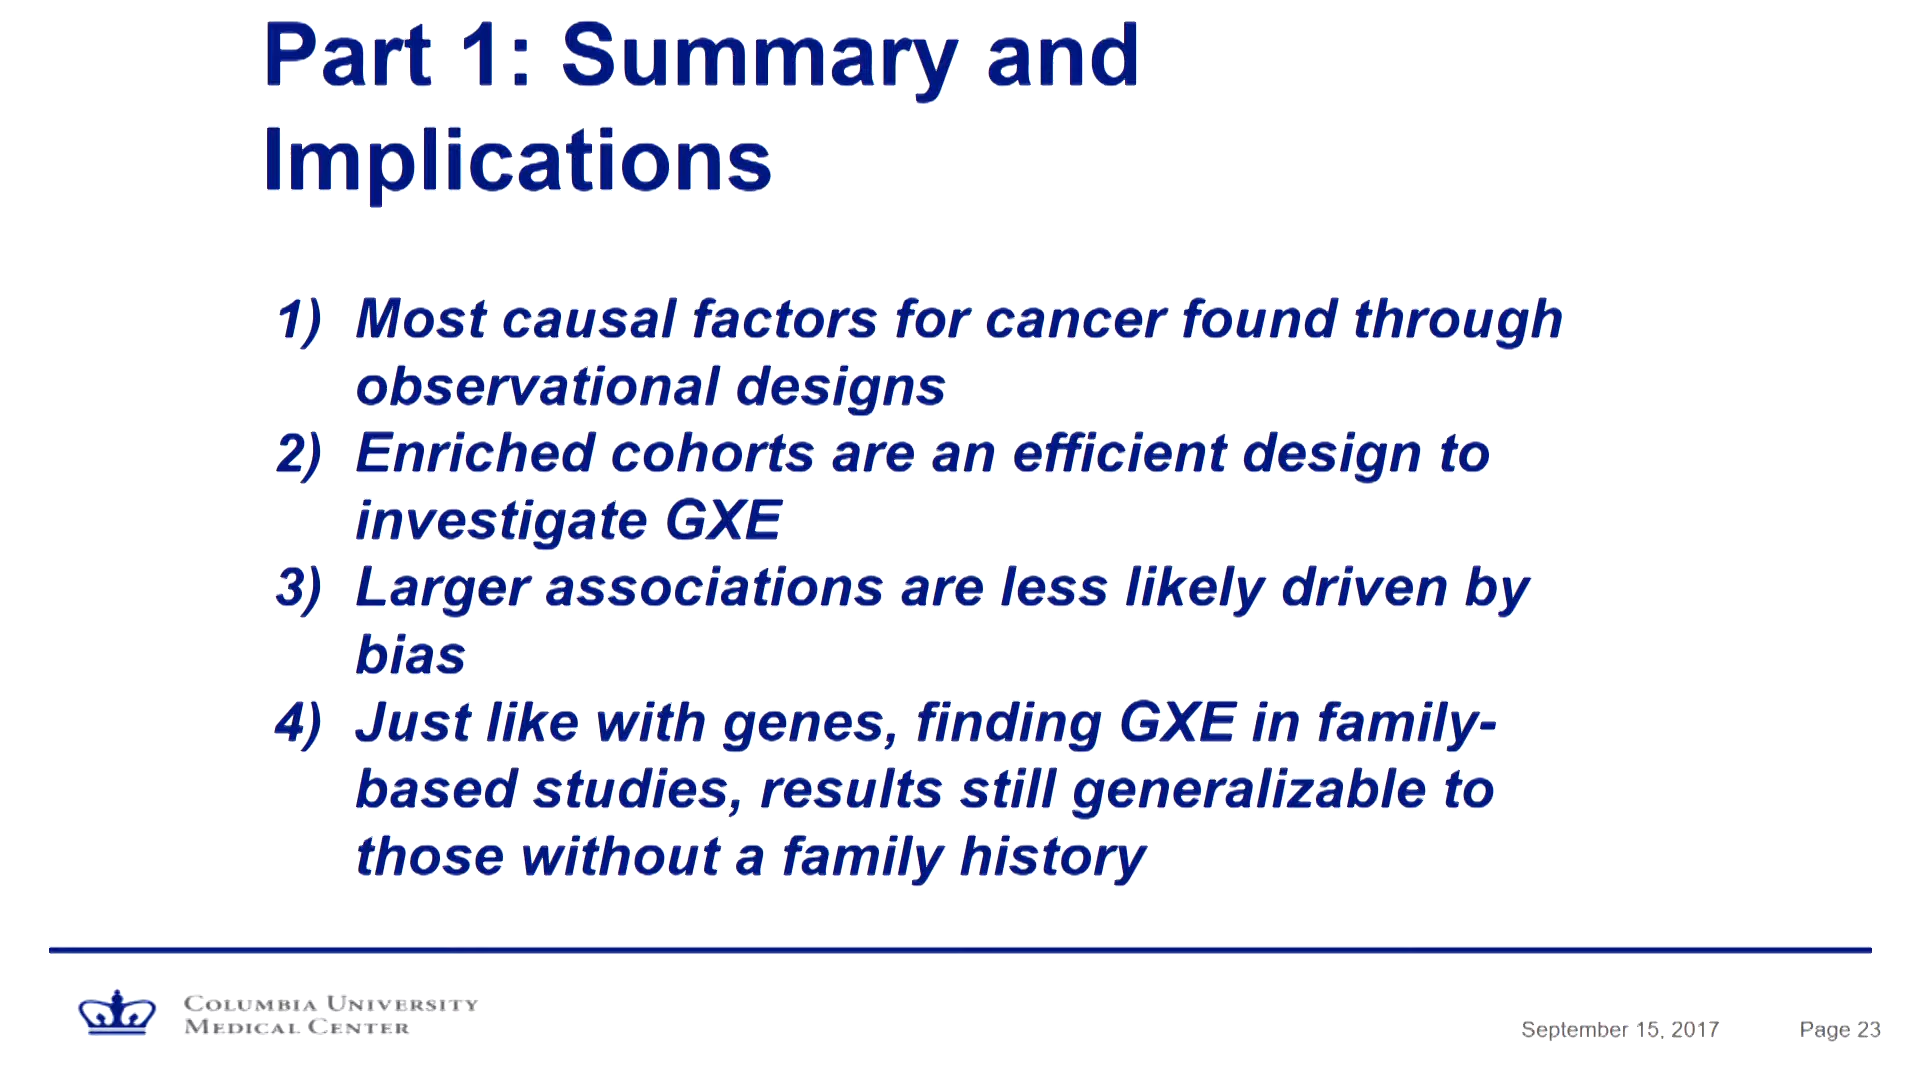 Part 1: Summary and
Implications
1) Most causal factors for cancer found through
observational designs
2) Enriched cohorts are an efficient design to
investigate GXE
3) Larger associations are less likely driven by
bias
4) Just like with genes, finding GXE in family-
based studies, results still generalizable to
those without a family history
COLUMBIA UNIVERSITY
MEDICAL CENTER
September 15, 2017 Page 23